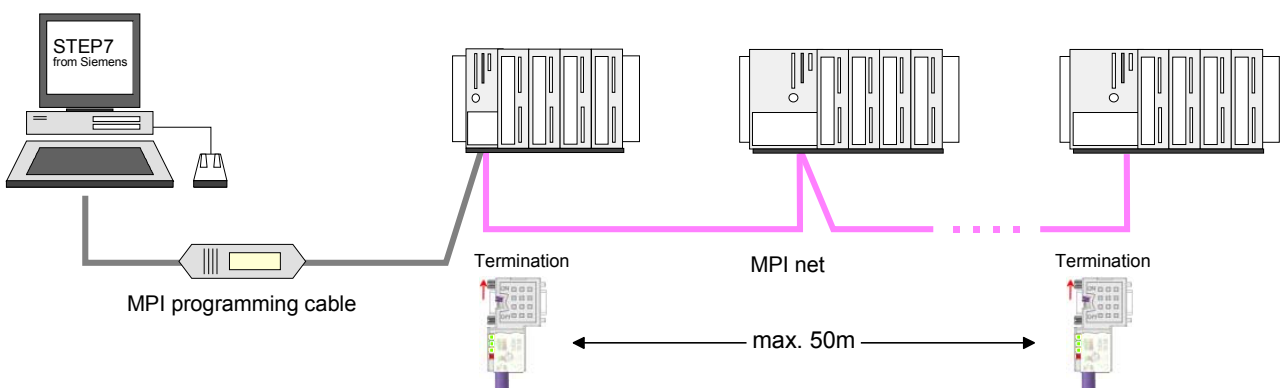 STEP7
from Siemens
Termination
MPI net
Termination
MPI programming cable
max. 50m